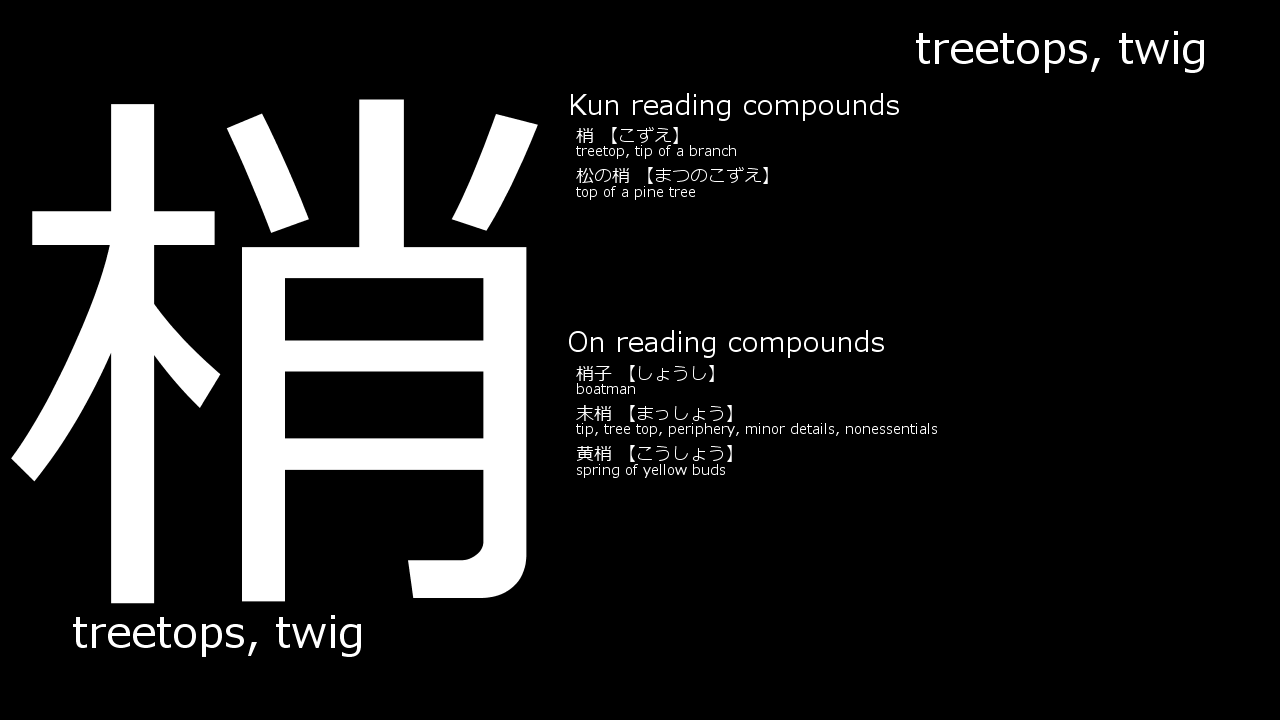 treetops, twig
梢
Kun reading compounds
梢 【こずえ】
treetop, tip of a branch
松の梢 【まつのこずえ】
top of a pine tree
On reading compounds
梢子 【しょうし】
boatman
末梢 【まっしょう】
tip, tree top, periphery, minor details, nonessentials
黄梢 【こうしょう】
spring of yellow buds
treetops, twig